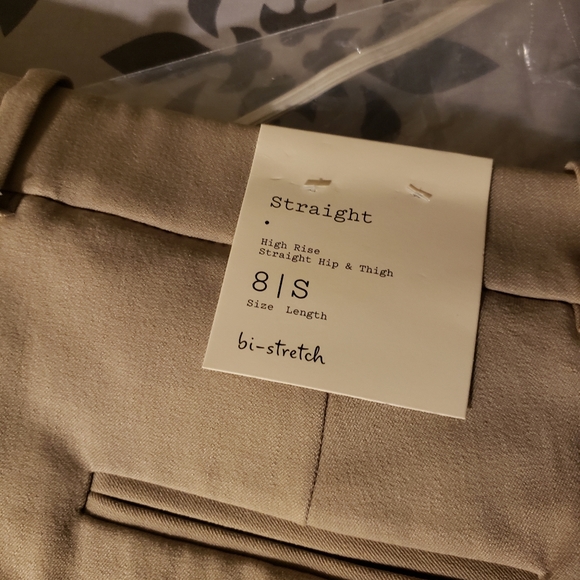 Straight
•
High Rise
Straight Hip & Thigh
8|S
Size Length
bi-stretch